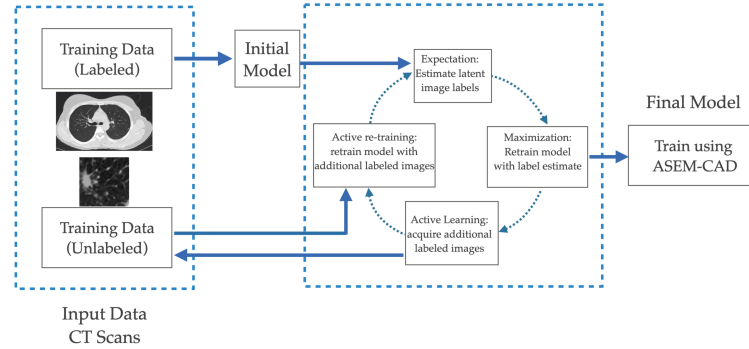 Training Data
(Labeled)
Initial
Model
Expectation:
Estimate latent
image labels
Active re-training:
retrain model with
additional labeled images
Maximization:
Retrain model
with label estimate
Active Learning:
acquire additional
labeled images
Training Data
(Unlabeled)
Final Model
Train using
ASEM-CAD
Input Data
CT Scans